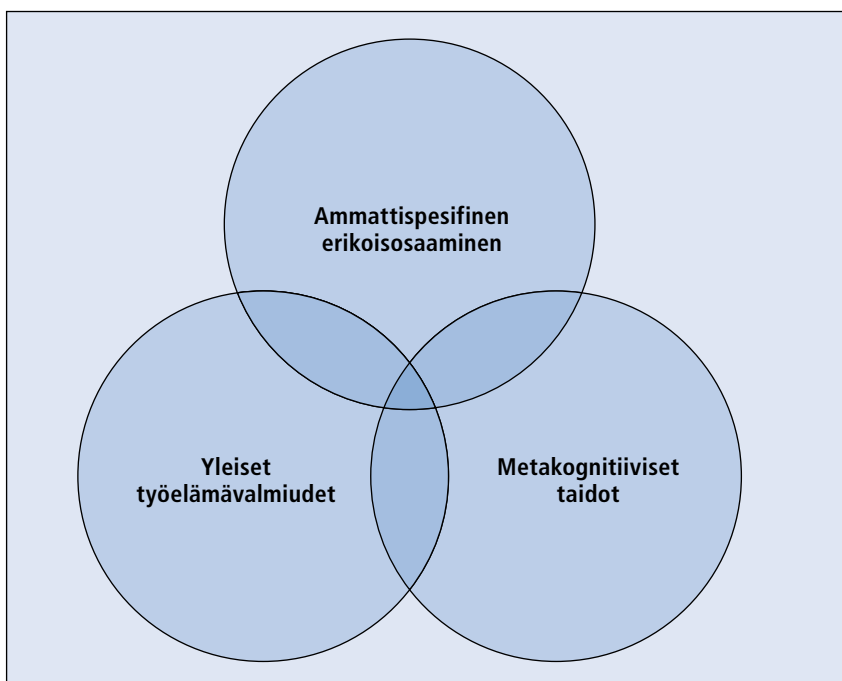 Ammattispesifinen
erikoisosaaminen
Yleiset
työelämävalmiudet
Metakognitiiviset
taidot